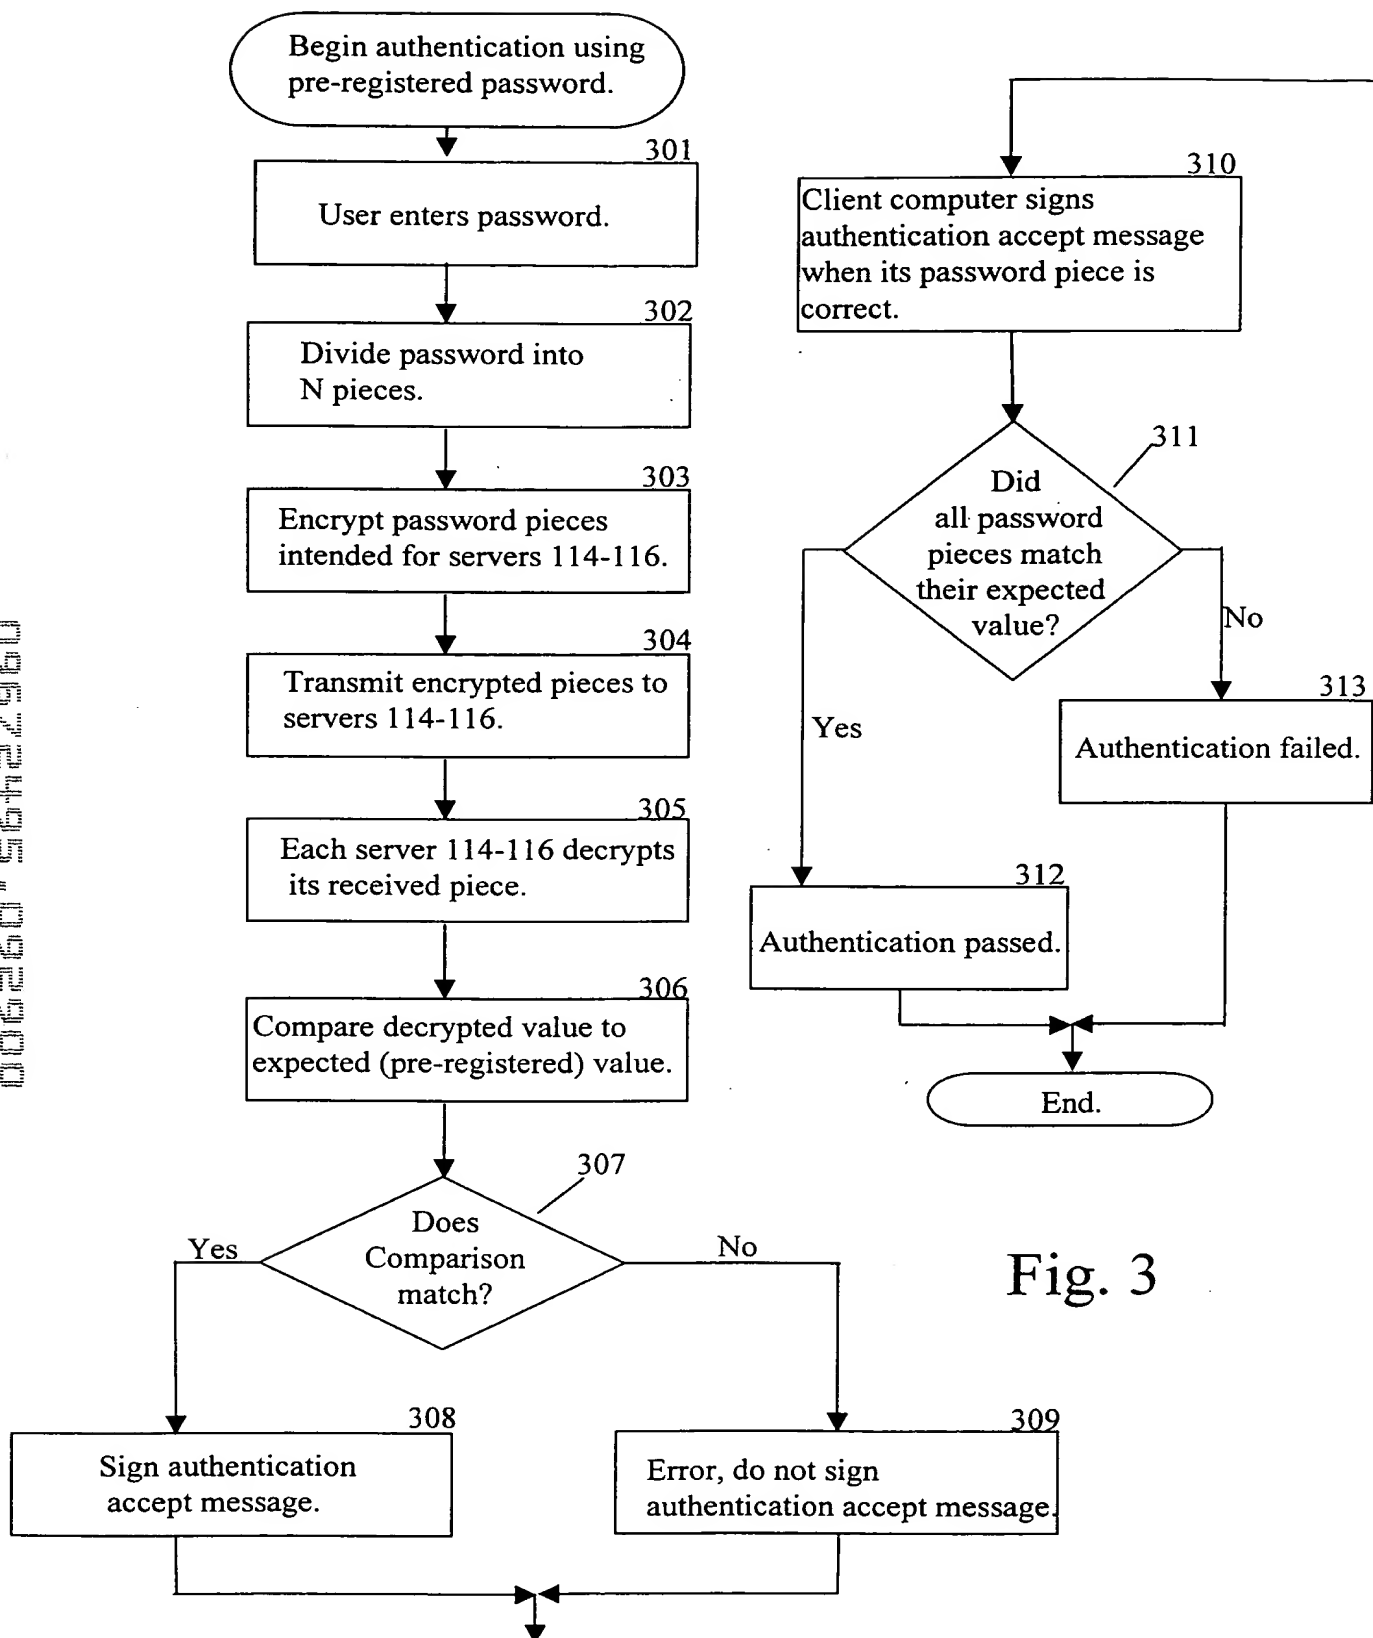 Begin authentication using
pre-registered password.
301
User enters password.
302
Divide password into
N pieces.
303
Encrypt password pieces
intended for servers 114-116.
304
Transmit encrypted pieces to
servers 114-116.
305
Each server 114-116 decrypts
its received piece.
306
Compare decrypted value to
expected (pre-registered) value.
307
Does
Comparison
match?
Yes
No
308
Sign authentication
accept message.
309
Error, do not sign
authentication accept message.
310
Client computer signs
authentication accept message
when its password piece is
correct.
311
Did
all password
pieces match
their expected
value?
Yes
No
313
Authentication failed.
312
Authentication passed.
End.
Fig. 3